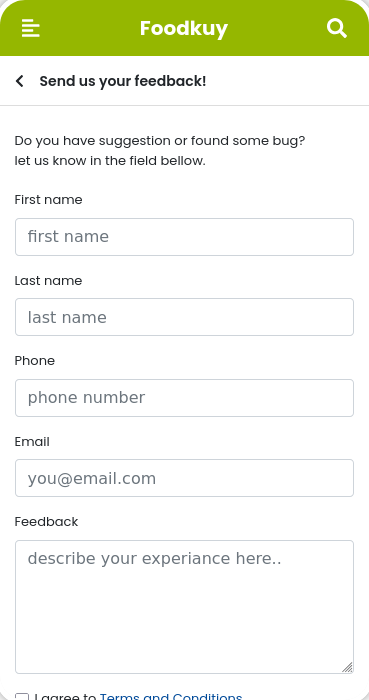 Foodkuy
Send us your feedback!
Do you have suggestion or found some bug?
let us know in the field bellow.
First name
first name
Last name
last name
Phone
phone number
Email
you@email.com
Feedback
describe your experiance here..
I agree to Terms and Conditions